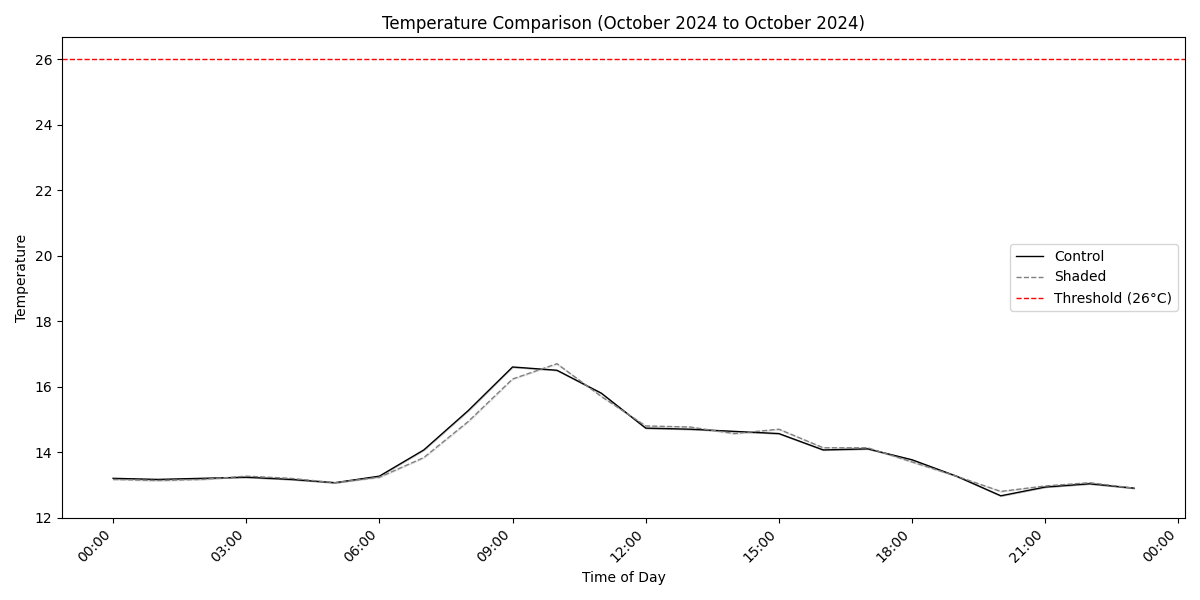 Temperature Comparison (October 2024 to October 2024)
Temperature
26
24
22
20
18
16
14
12
Control
Shaded
Threshold (26°C)
00:00
03:00
06:00
09:00
12:00
15:00
18:00
21:00
00:00
Time of Day